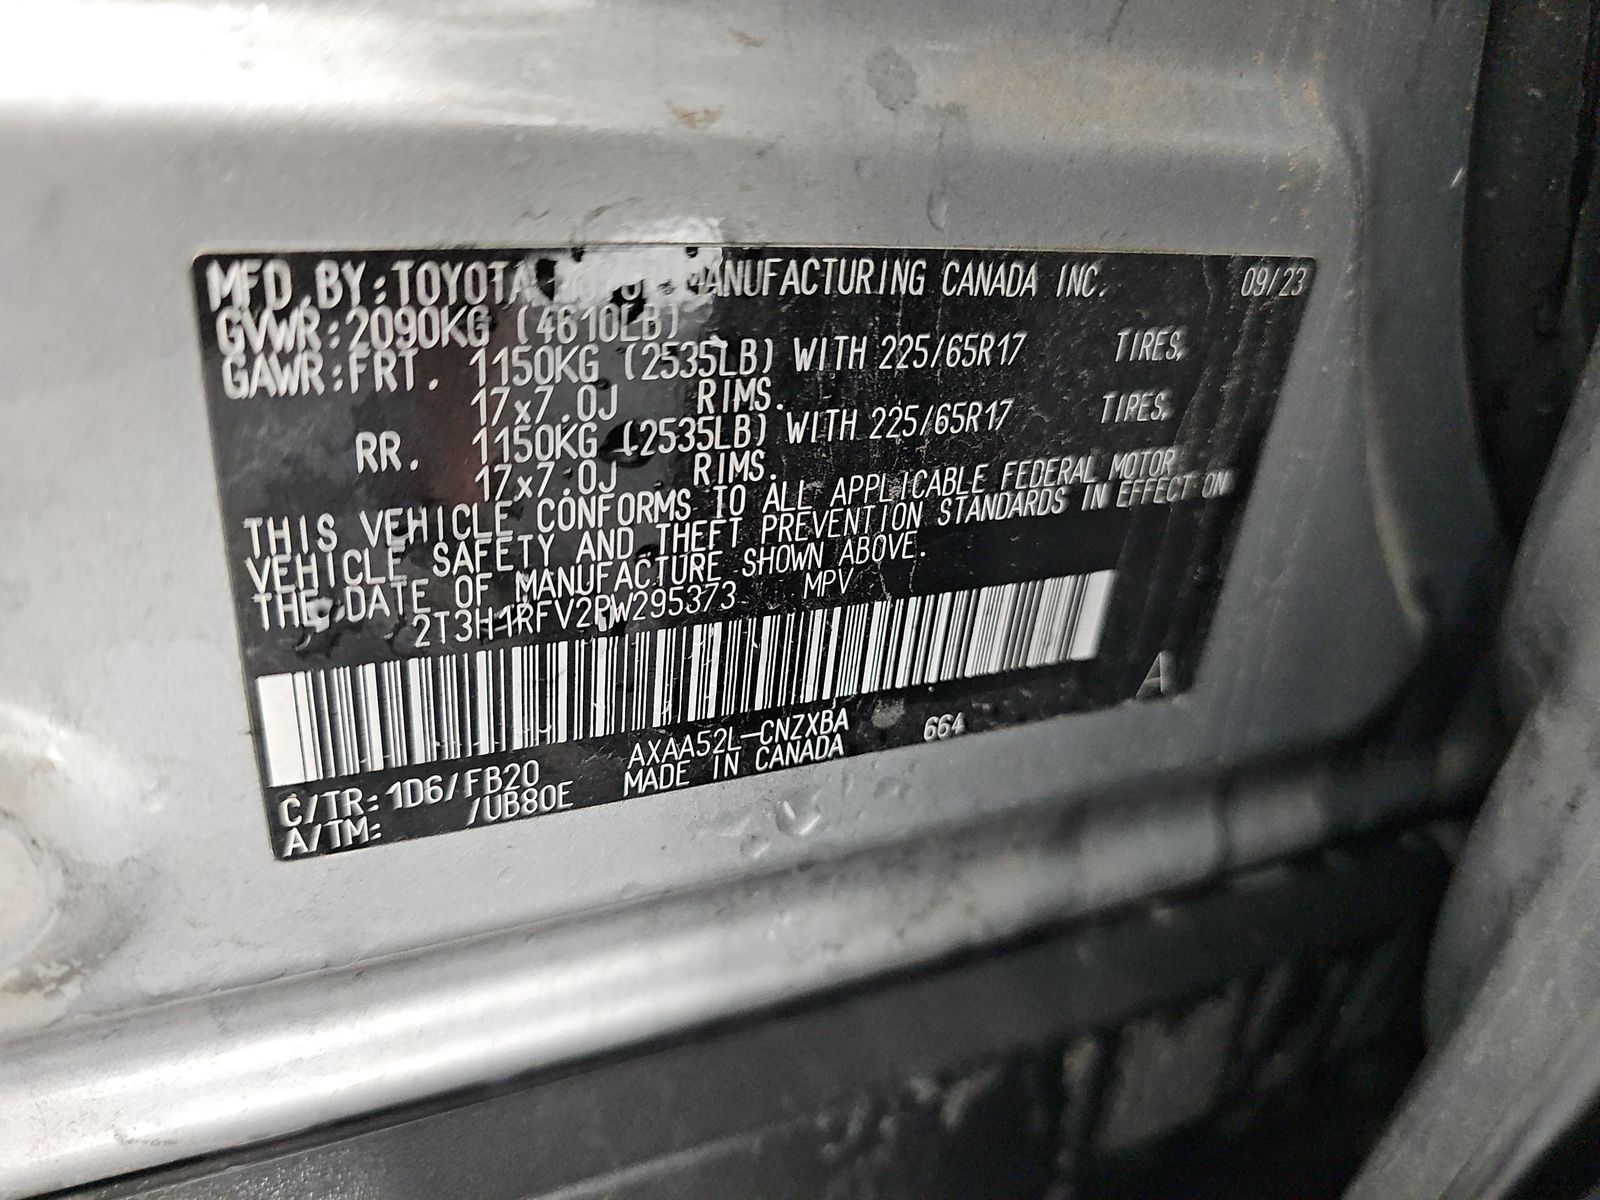 MFD.BY:TOYOTA MANUFACTURING CANADA INC. 09/23
GVWR:2090KG (4610LB)
GAWR:FRT. 1150KG (2535LB) WITH 225/65R17 TIRES,
17x7.0J RIMS.
RR. 1150KG (2535LB) WITH 225/65R17 TIRES,
17x7.0J RIMS.
THIS VEHICLE CONFORMS TO ALL APPLICABLE FEDERAL MOTOR
VEHICLE SAFETY AND THEFT PREVENTION STANDARDS IN EFFECT ON
THE DATE OF MANUFACTURE SHOWN ABOVE.
2T3H1RFV2PW295373 MPV
A
C/TR:1D6/FB20 AXAA52L-CNZXBA 664
A/TM: /UB80E MADE IN CANADA